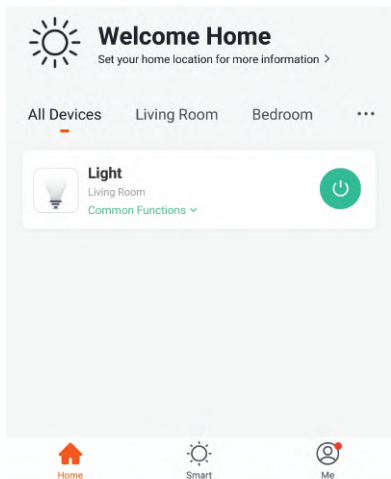 Welcome Home
Set your home location for more information >
All Devices Living Room Bedroom ...
Light
Living Room
Common Functions
Home Smart Me